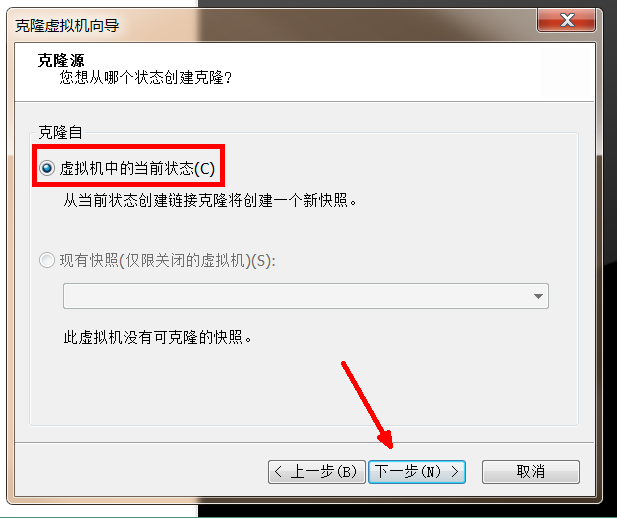 克隆虚拟机向导
克隆源
您想从哪个状态创建克隆?
克隆自
虚拟机中的当前状态(C)
从当前状态创建链接克隆将创建一个新快照。
现有快照(仅限关闭的虚拟机)(S):
此虚拟机没有可克隆的快照。
< 上一步(B) 下一步(N) > 取消